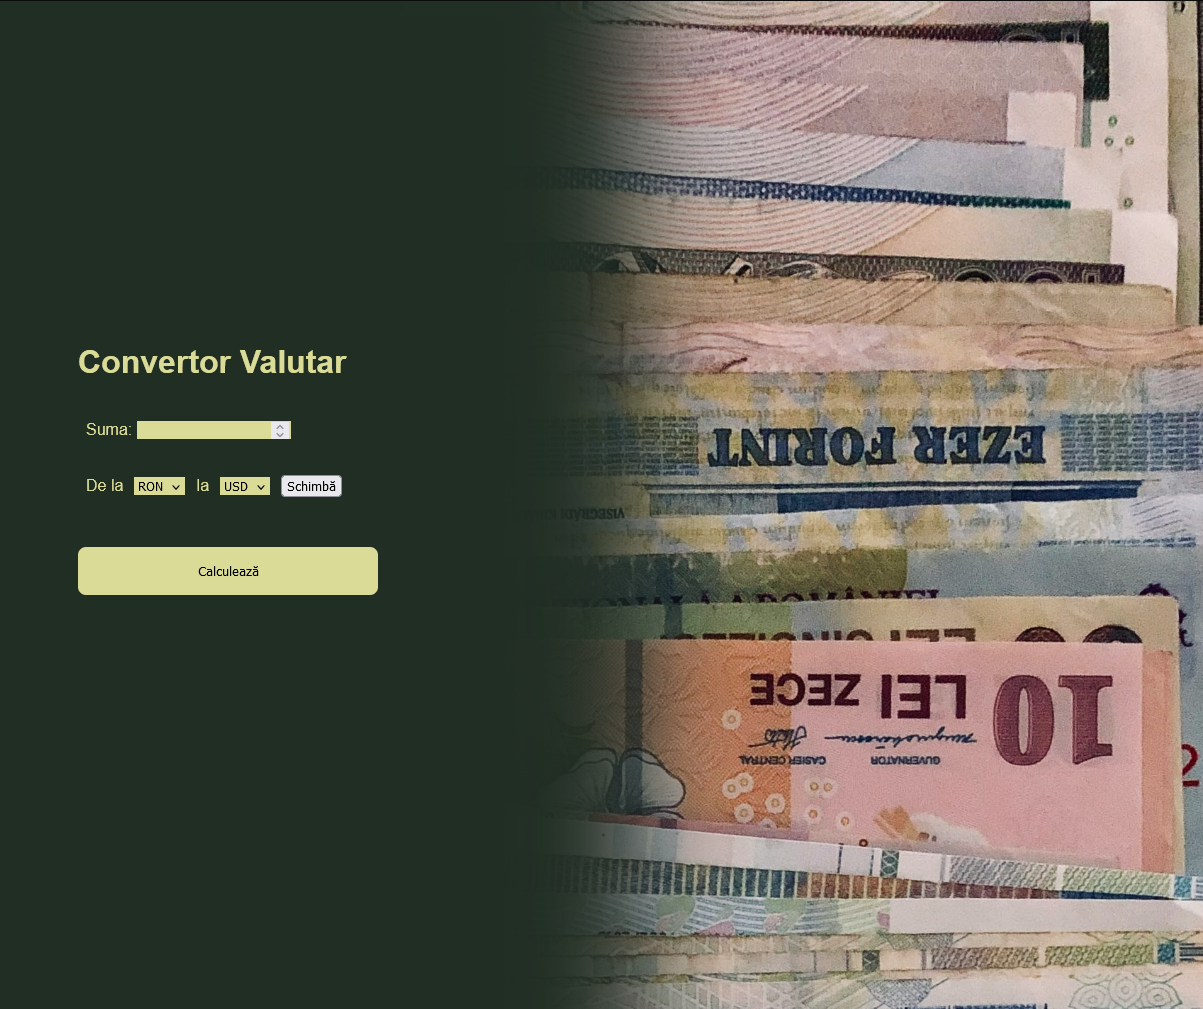 Convertor Valutar
Suma:
De la RON la USD Schimbă
Calculează
EZER FORINT
10 LEI ZECE
GUVERNATOR
CASIER CENTRAL